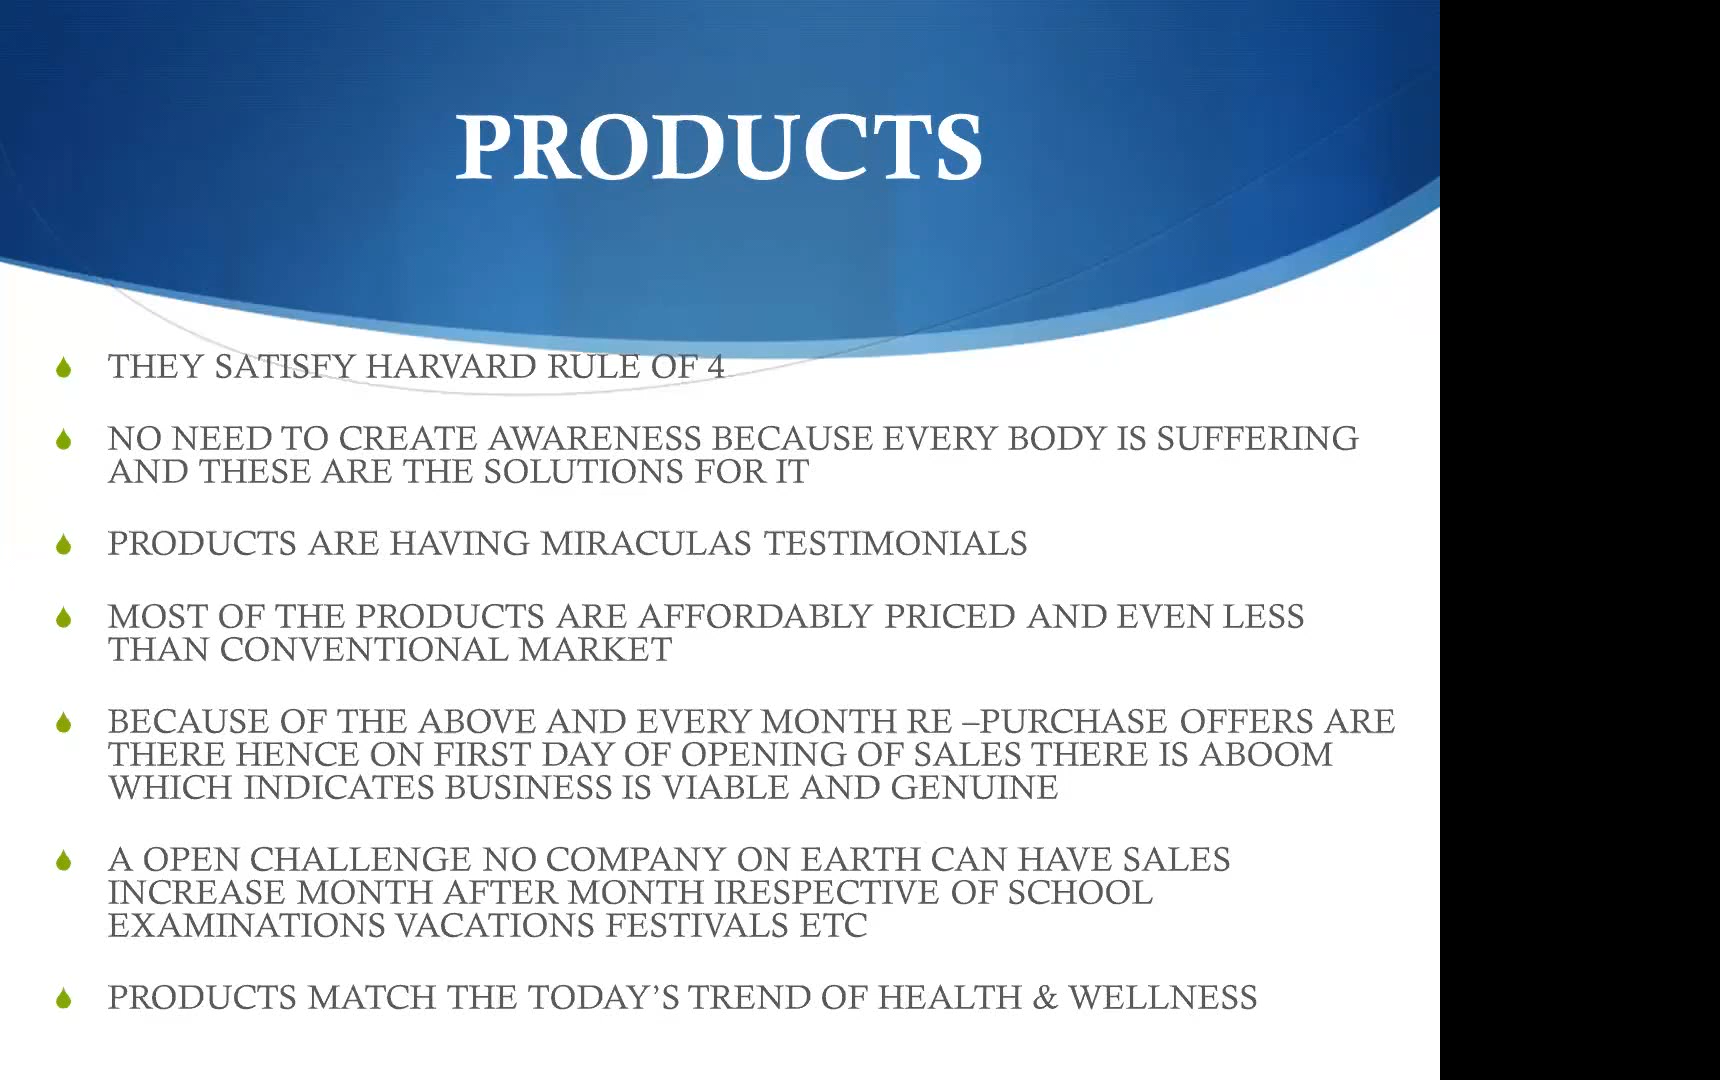 PRODUCTS
THEY SATISFY HARVARD RULE OF 4
NO NEED TO CREATE AWARENESS BECAUSE EVERY BODY IS SUFFERING
AND THESE ARE THE SOLUTIONS FOR IT
PRODUCTS ARE HAVING MIRACULAS TESTIMONIALS
MOST OF THE PRODUCTS ARE AFFORDABLY PRICED AND EVEN LESS
THAN CONVENTIONAL MARKET
BECAUSE OF THE ABOVE AND EVERY MONTH RE –PURCHASE OFFERS ARE
THERE HENCE ON FIRST DAY OF OPENING OF SALES THERE IS ABOOM
WHICH INDICATES BUSINESS IS VIABLE AND GENUINE
A OPEN CHALLENGE NO COMPANY ON EARTH CAN HAVE SALES
INCREASE MONTH AFTER MONTH IRESPECTIVE OF SCHOOL
EXAMINATIONS VACATIONS FESTIVALS ETC
PRODUCTS MATCH THE TODAY’S TREND OF HEALTH & WELLNESS